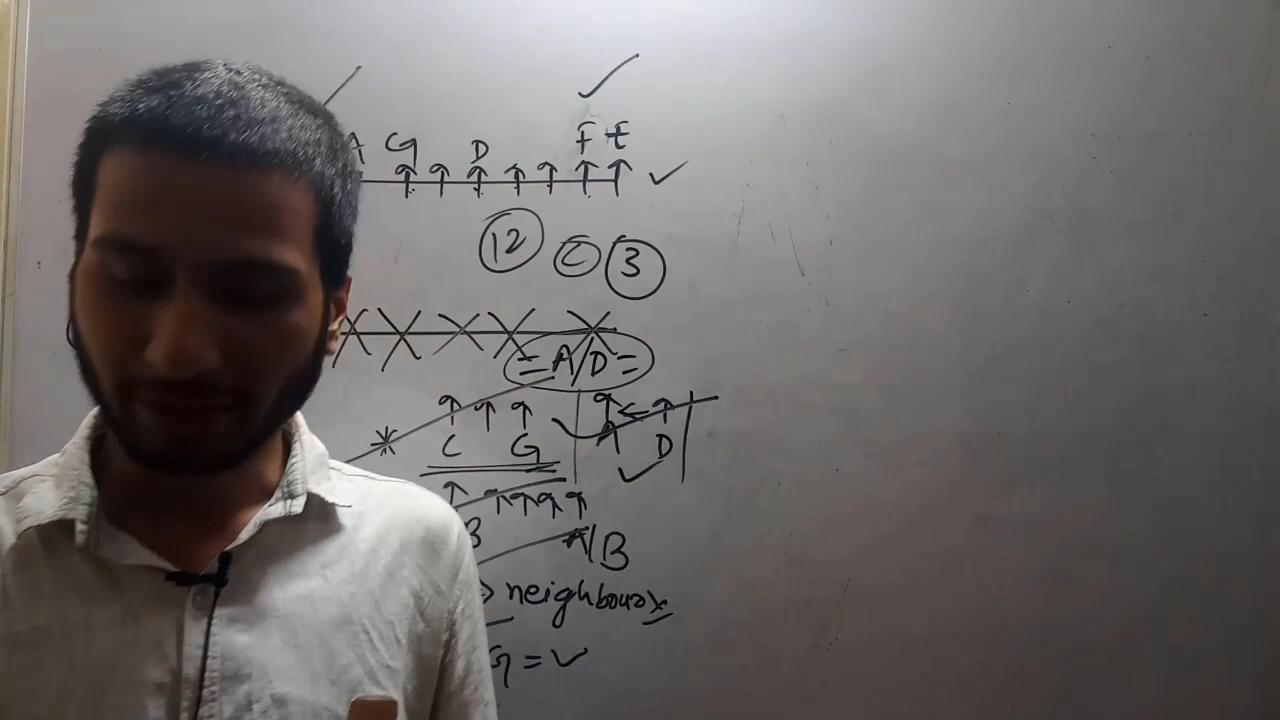 A G D F E
12 C 3
= A/D =
C G A D
B A/B
neighbours
G = ✓